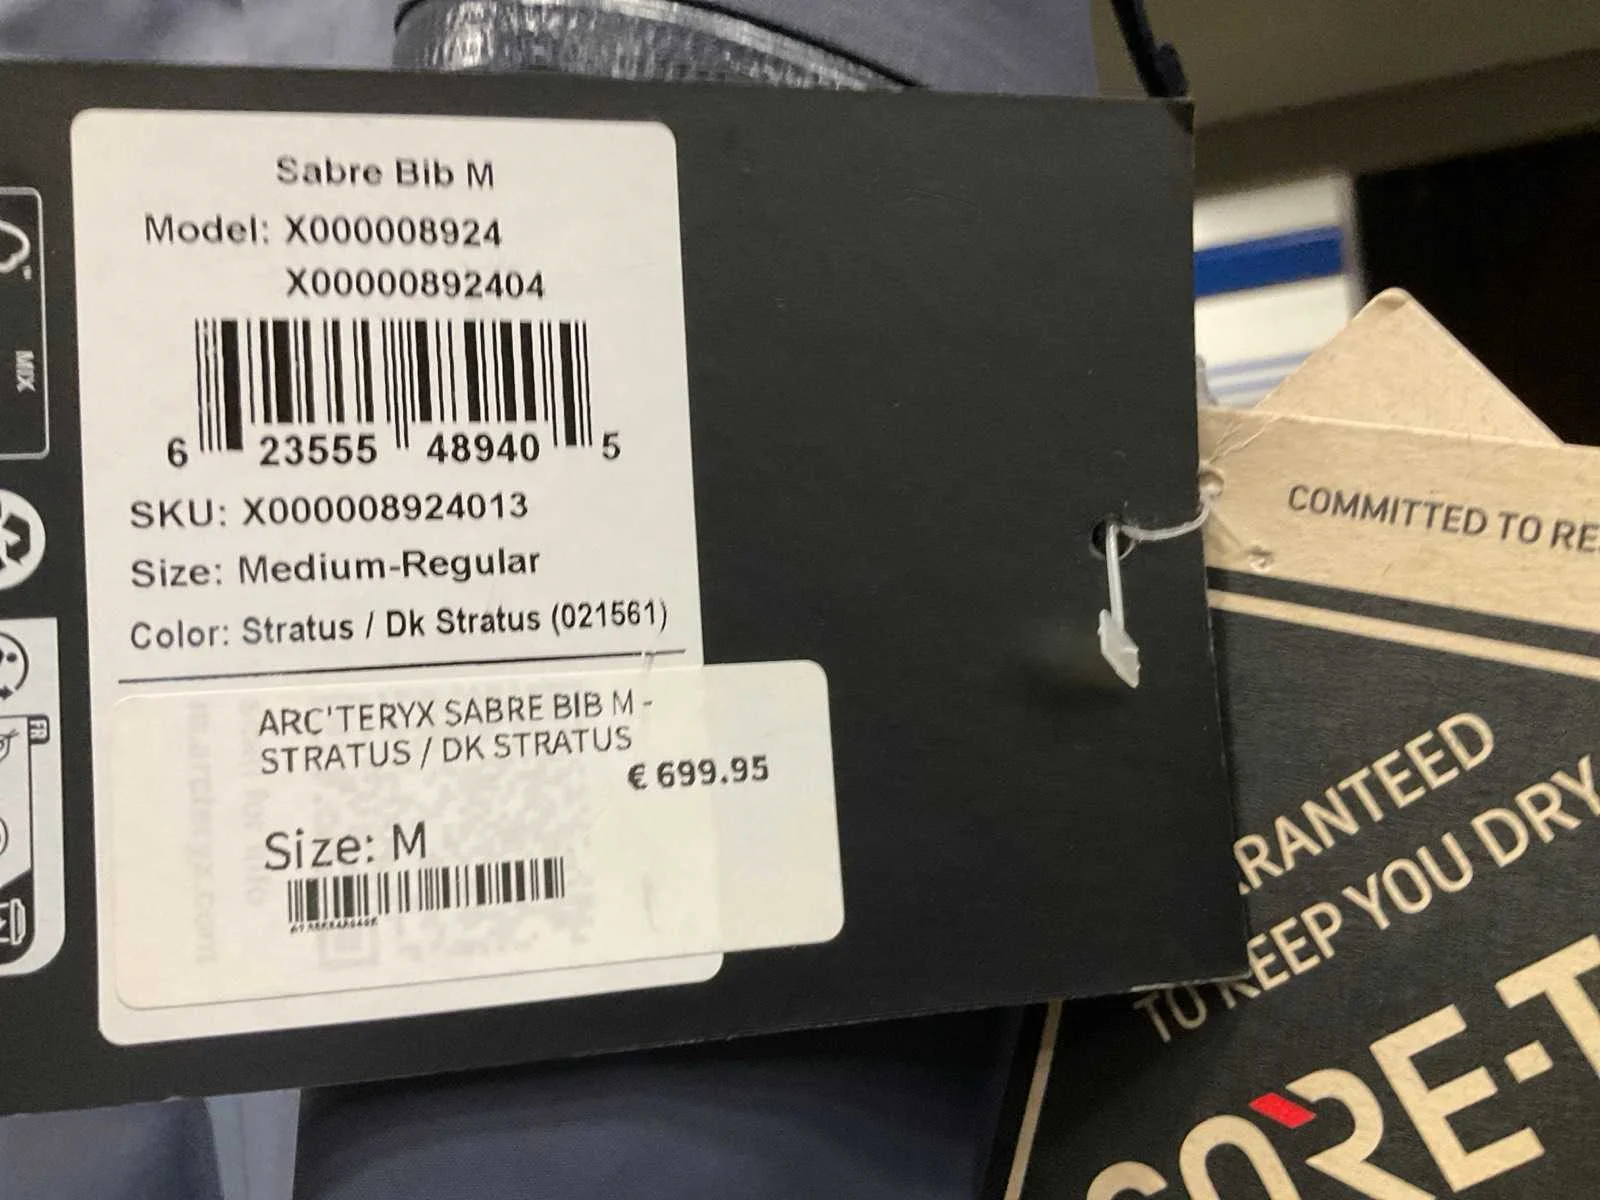 Sabre Bib M
Model: X000008924
X00000892404
6 23555 48940 5
SKU: X000008924013
Size: Medium-Regular
Color: Stratus / Dk Stratus (021561)
ARC'TERYX SABRE BIB M -
STRATUS / DK STRATUS
€ 699.95
Size: M
MIX
FR
COMMITTED TO RE
RANTEED
TO KEEP YOU DRY
GORE-T